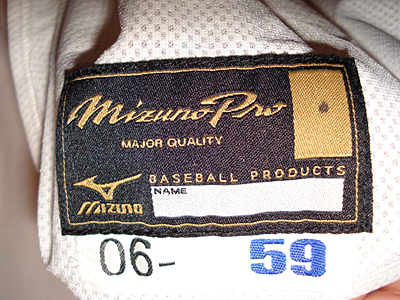 Mizuno Pro
MAJOR QUALITY
BASEBALL PRODUCTS
NAME
mizuno
06- 59